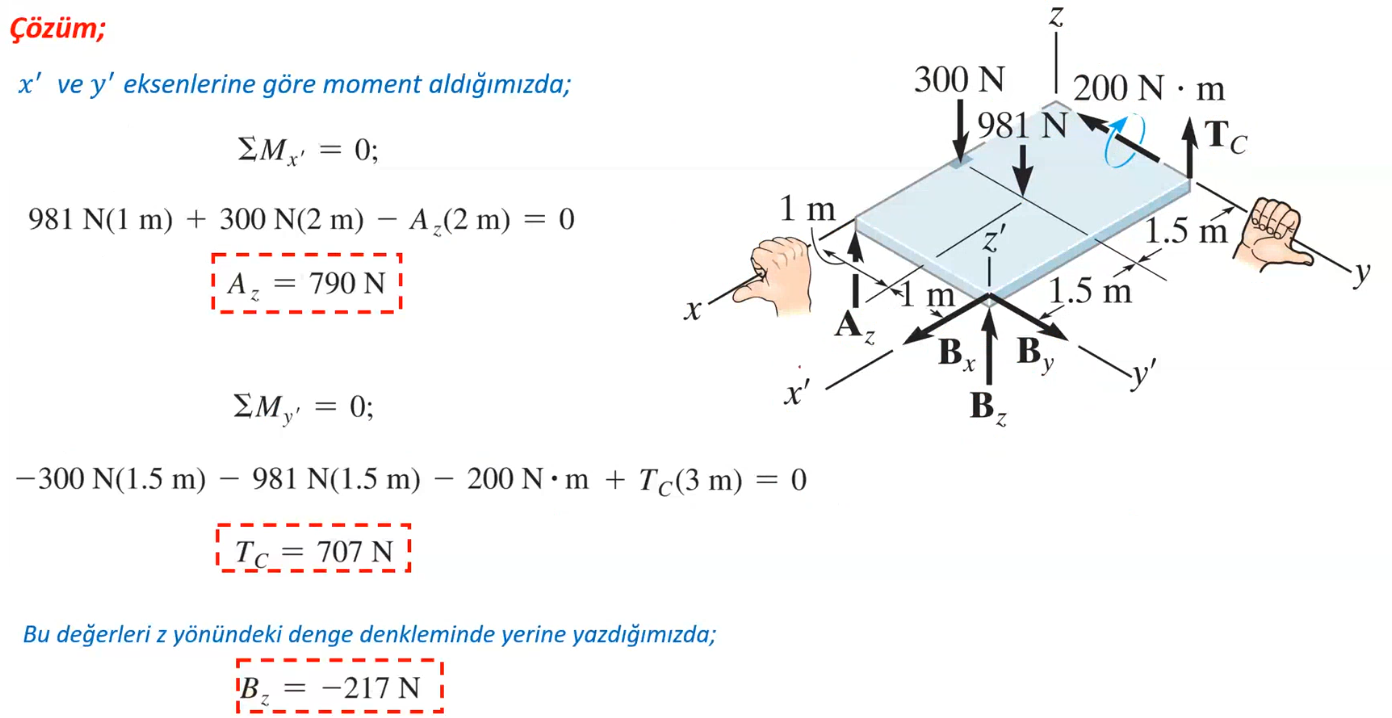 Çözüm;
x′ ve y′ eksenlerine göre moment aldığımızda;
ΣMx′ = 0;
981 N(1 m) + 300 N(2 m) − Az(2 m) = 0
Az = 790 N
ΣMy′ = 0;
−300 N(1.5 m) − 981 N(1.5 m) − 200 N·m + TC(3 m) = 0
TC = 707 N
Bu değerleri z yönündeki denge denkleminde yerine yazdığımızda;
Bz = −217 N
z
300 N
200 N · m
981 N
TC
1 m
1.5 m
z′
y
x
1 m
1.5 m
Az
Bx
By
x′
y′
Bz